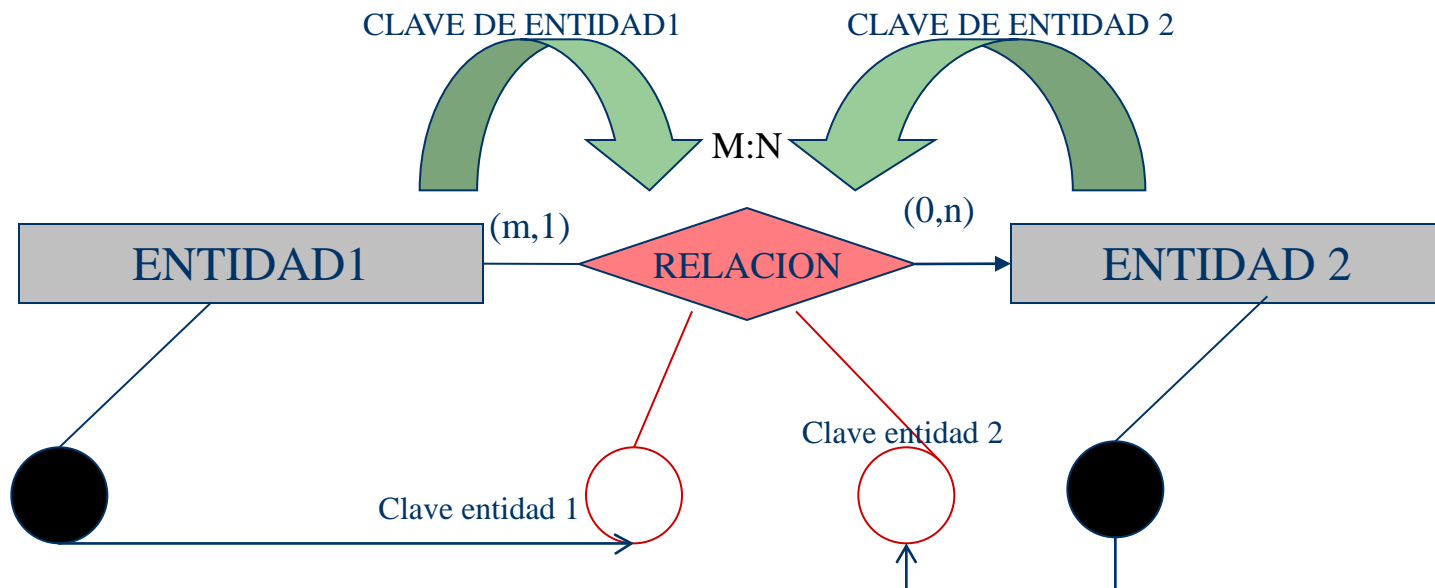 CLAVE DE ENTIDAD1
CLAVE DE ENTIDAD 2
M:N
(m,1)
(0,n)
ENTIDAD1
RELACION
ENTIDAD 2
Clave entidad 2
Clave entidad 1